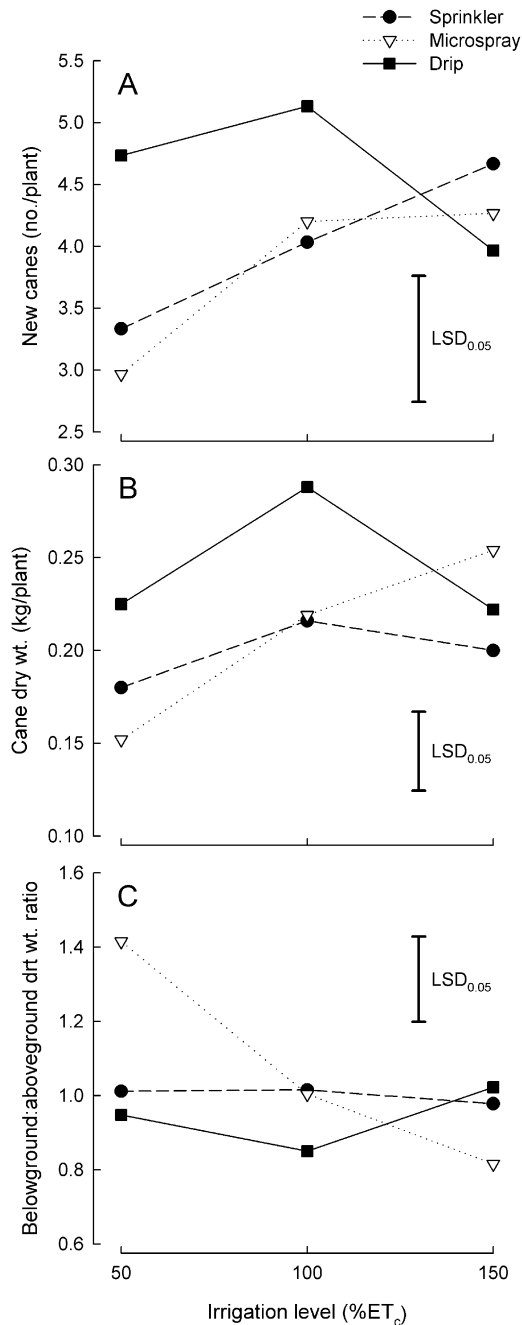 Sprinkler
Microspray
Drip
A
5.5
5.0
4.5
4.0
3.5
3.0
2.5
New canes (no./plant)
LSD0.05
B
0.30
0.25
0.20
0.15
0.10
Cane dry wt. (kg/plant)
LSD0.05
C
1.6
1.4
1.2
1.0
0.8
0.6
Belowground:aboveground drt wt. ratio
LSD0.05
50 100 150
Irrigation level (%ETc)